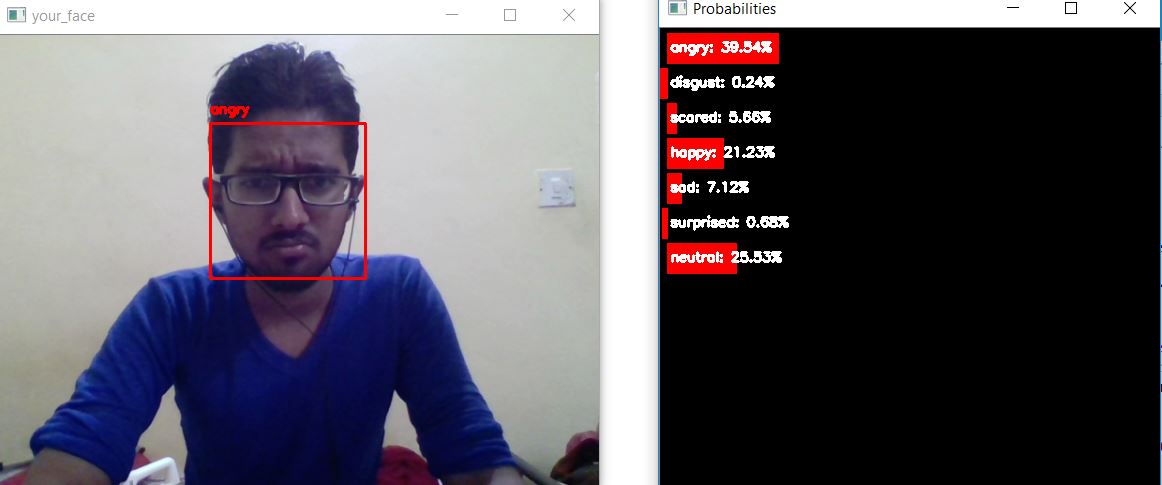 your_face
angry
Probabilities
angry: 39.54%
disgust: 0.24%
scared: 5.66%
happy: 21.23%
sad: 7.12%
surprised: 0.68%
neutral: 25.53%